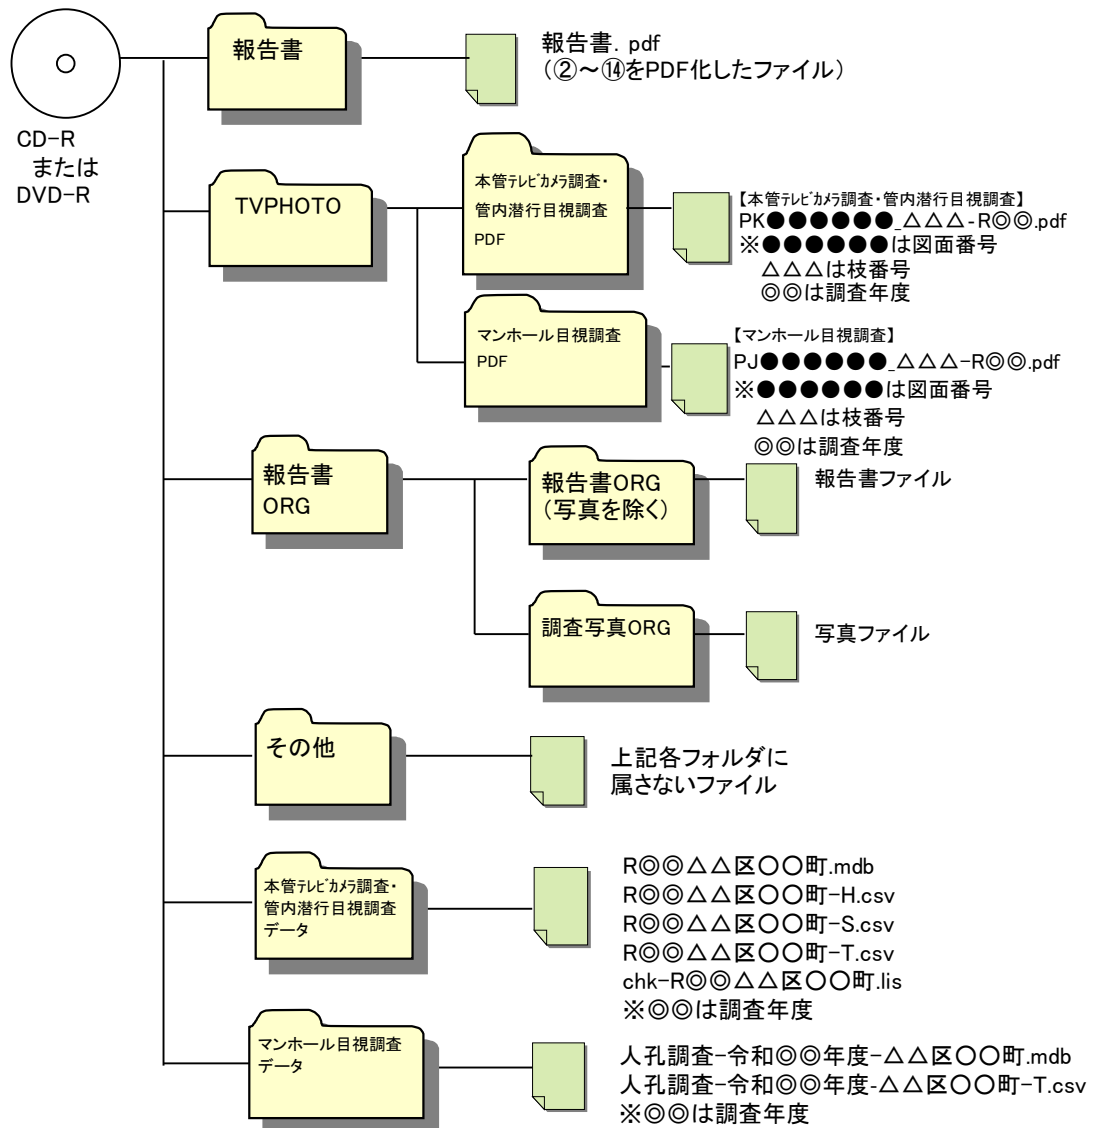 CD-R
または
DVD-R
報告書
報告書．pdf
（②～⑭をPDF化したファイル）
TVPHOTO
本管ﾃﾚﾋﾞｶﾒﾗ調査・
管内潜行目視調査
PDF
【本管ﾃﾚﾋﾞｶﾒﾗ調査・管内潜行目視調査】
PK●●●●●●_△△△-R◎◎.pdf
※●●●●●●は図面番号
△△△は枝番号
◎◎は調査年度
マンホール目視調査
PDF
【マンホール目視調査】
PJ●●●●●●_△△△-R◎◎.pdf
※●●●●●●は図面番号
△△△は枝番号
◎◎は調査年度
報告書
ORG
報告書ORG
（写真を除く）
報告書ファイル
調査写真ORG
写真ファイル
その他
上記各フォルダに
属さないファイル
本管ﾃﾚﾋﾞｶﾒﾗ調査・
管内潜行目視調査
データ
R◎◎△△区○○町.mdb
R◎◎△△区○○町-H.csv
R◎◎△△区○○町-S.csv
R◎◎△△区○○町-T.csv
chk-R◎◎△△区○○町.lis
※◎◎は調査年度
マンホール目視調査
データ
人孔調査-令和◎◎年度-△△区○○町.mdb
人孔調査-令和◎◎年度-△△区○○町-T.csv
※◎◎は調査年度